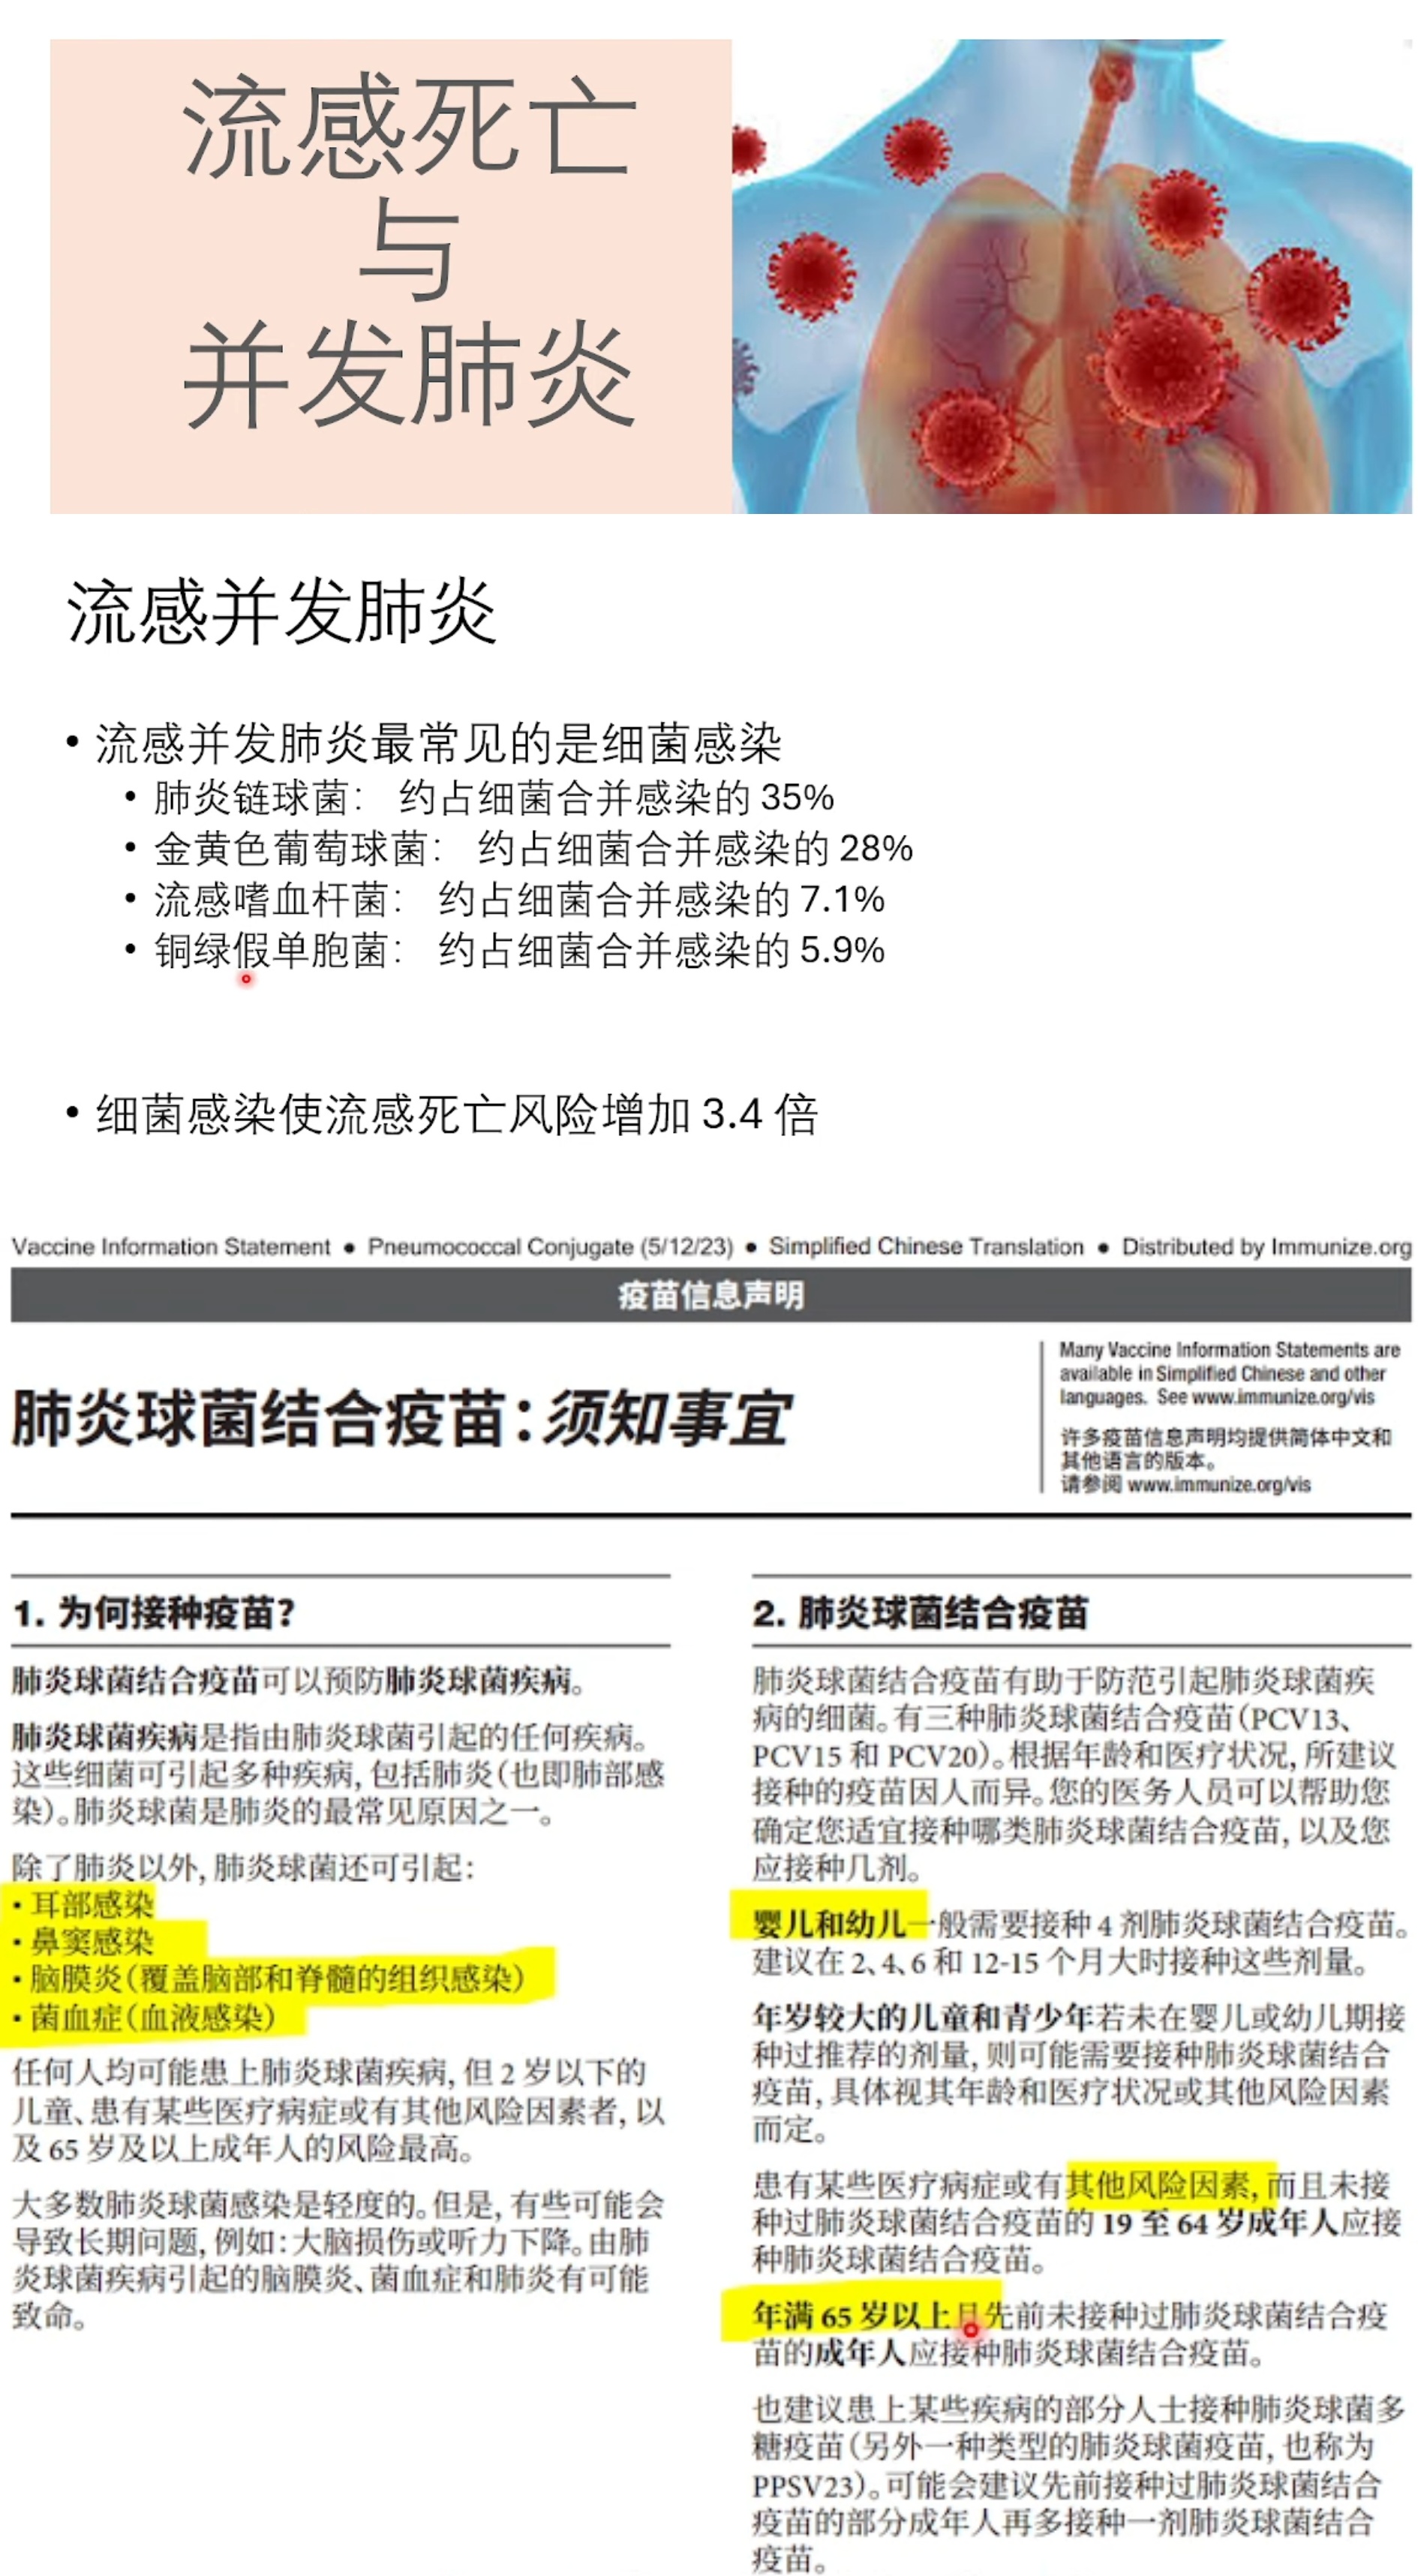 流感死亡
与
并发肺炎
流感并发肺炎
• 流感并发肺炎最常见的是细菌感染
• 肺炎链球菌： 约占细菌合并感染的 35%
• 金黄色葡萄球菌： 约占细菌合并感染的 28%
• 流感嗜血杆菌： 约占细菌合并感染的 7.1%
• 铜绿假单胞菌： 约占细菌合并感染的 5.9%
• 细菌感染使流感死亡风险增加 3.4 倍
Vaccine Information Statement • Pneumococcal Conjugate (5/12/23) • Simplified Chinese Translation • Distributed by Immunize.org
疫苗信息声明
肺炎球菌结合疫苗：须知事宜
Many Vaccine Information Statements are
available in Simplified Chinese and other
languages. See www.immunize.org/vis
许多疫苗信息声明均提供简体中文和
其他语言的版本。
请参阅 www.immunize.org/vis
1. 为何接种疫苗？
肺炎球菌结合疫苗可以预防肺炎球菌疾病。
肺炎球菌疾病是指由肺炎球菌引起的任何疾病。
这些细菌可引起多种疾病，包括肺炎（也即肺部感
染）。肺炎球菌是肺炎的最常见原因之一。
除了肺炎以外，肺炎球菌还可引起：
▪ 耳部感染
▪ 鼻窦感染
▪ 脑膜炎（覆盖脑部和脊髓的组织感染）
▪ 菌血症（血液感染）
任何人均可能患上肺炎球菌疾病，但 2 岁以下的
儿童、患有某些医疗病症或有其他风险因素者，以
及 65 岁及以上成年人的风险最高。
大多数肺炎球菌感染是轻度的。但是，有些可能会
导致长期问题，例如：大脑损伤或听力下降。由肺
炎球菌疾病引起的脑膜炎、菌血症和肺炎有可能
致命。
2. 肺炎球菌结合疫苗
肺炎球菌结合疫苗有助于防范引起肺炎球菌疾
病的细菌。有三种肺炎球菌结合疫苗（PCV13、
PCV15 和 PCV20）。根据年龄和医疗状况，所建议
接种的疫苗因人而异。您的医务人员可以帮助您
确定您适宜接种哪类肺炎球菌结合疫苗，以及您
应接种几剂。
婴儿和幼儿一般需要接种 4 剂肺炎球菌结合疫苗。
建议在 2、4、6 和 12-15 个月大时接种这些剂量。
年岁较大的儿童和青少年若未在婴儿或幼儿期接
种过推荐的剂量，则可能需要接种肺炎球菌结合
疫苗，具体视其年龄和医疗状况或其他风险因素
而定。
患有某些医疗病症或有其他风险因素，而且未接
种过肺炎球菌结合疫苗的 19 至 64 岁成年人应接
种肺炎球菌结合疫苗。
年满 65 岁以上且先前未接种过肺炎球菌结合疫
苗的成年人应接种肺炎球菌结合疫苗。
也建议患上某些疾病的部分人士接种肺炎球菌多
糖疫苗（另外一种类型的肺炎球菌疫苗，也称为
PPSV23）。可能会建议先前接种过肺炎球菌结合
疫苗的部分成年人再多接种一剂肺炎球菌结合
疫苗。